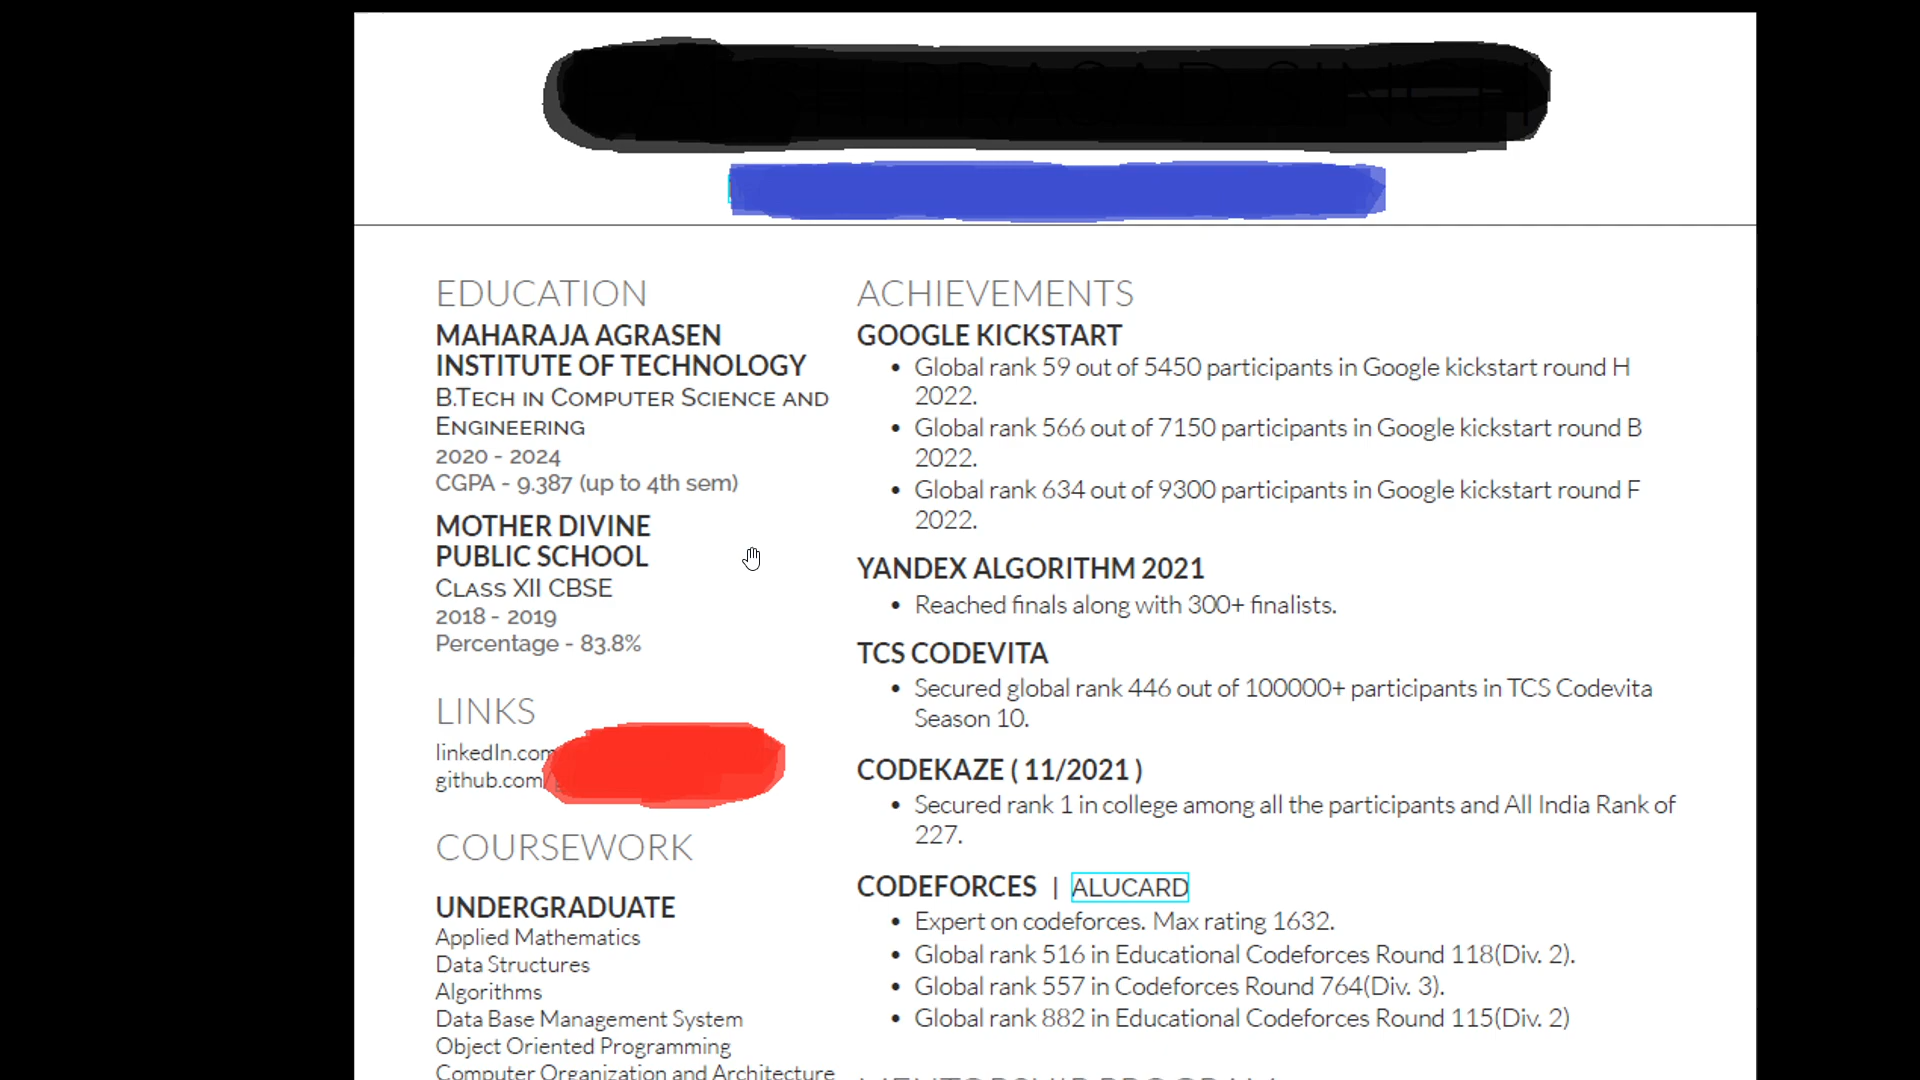 EDUCATION
MAHARAJA AGRASEN
INSTITUTE OF TECHNOLOGY
B.TECH IN COMPUTER SCIENCE AND
ENGINEERING
2020 - 2024
CGPA - 9.387 (up to 4th sem)
MOTHER DIVINE
PUBLIC SCHOOL
CLASS XII CBSE
2018 - 2019
Percentage - 83.8%
LINKS
linkedIn.com
github.com/
COURSEWORK
UNDERGRADUATE
Applied Mathematics
Data Structures
Algorithms
Data Base Management System
Object Oriented Programming
Computer Organization and Architecture
ACHIEVEMENTS
GOOGLE KICKSTART
• Global rank 59 out of 5450 participants in Google kickstart round H
2022.
• Global rank 566 out of 7150 participants in Google kickstart round B
2022.
• Global rank 634 out of 9300 participants in Google kickstart round F
2022.
YANDEX ALGORITHM 2021
• Reached finals along with 300+ finalists.
TCS CODEVITA
• Secured global rank 446 out of 100000+ participants in TCS Codevita
Season 10.
CODEKAZE ( 11/2021 )
• Secured rank 1 in college among all the participants and All India Rank of
227.
CODEFORCES | ALUCARD
• Expert on codeforces. Max rating 1632.
• Global rank 516 in Educational Codeforces Round 118(Div. 2).
• Global rank 557 in Codeforces Round 764(Div. 3).
• Global rank 882 in Educational Codeforces Round 115(Div. 2)